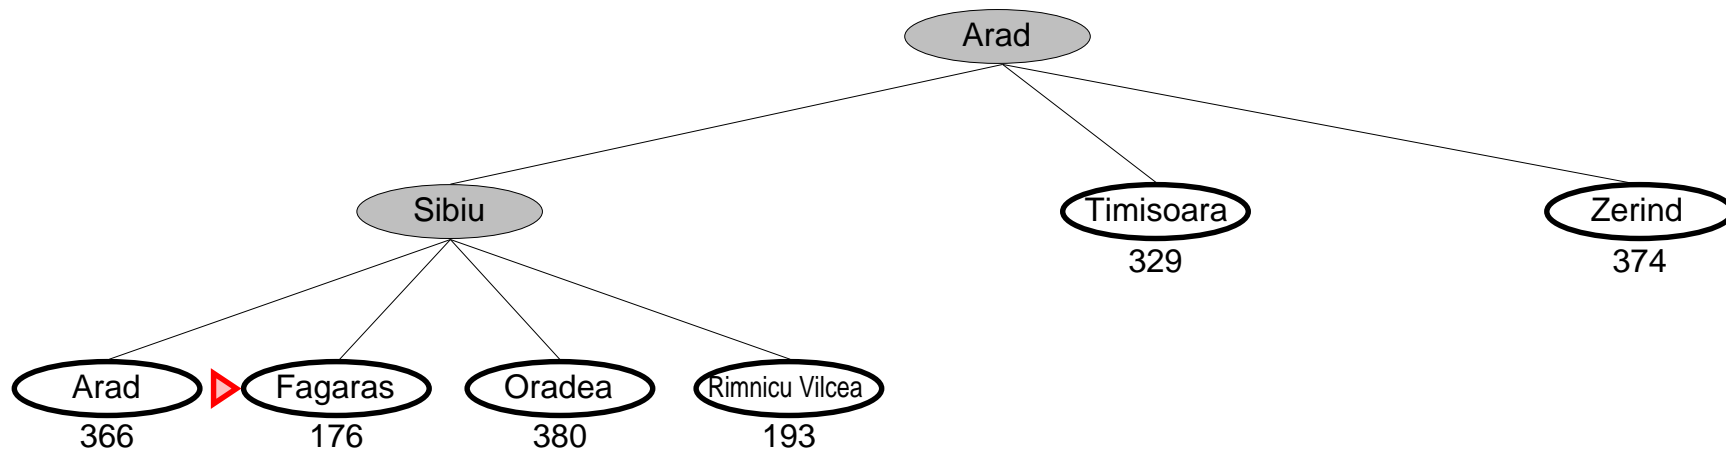 Arad
Sibiu
Timisoara
Zerind
329
374
Arad
Fagaras
Oradea
Rimnicu Vilcea
366
176
380
193